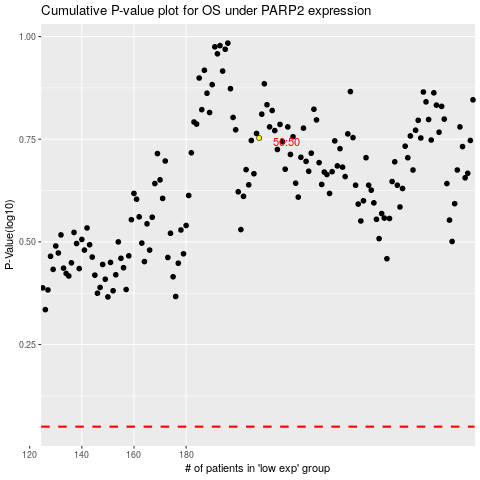 Cumulative P-value plot for OS under PARP2 expression
P-Value(log10)
1.00
0.75
0.50
0.25
50:50
120 140 160 180
# of patients in 'low exp' group